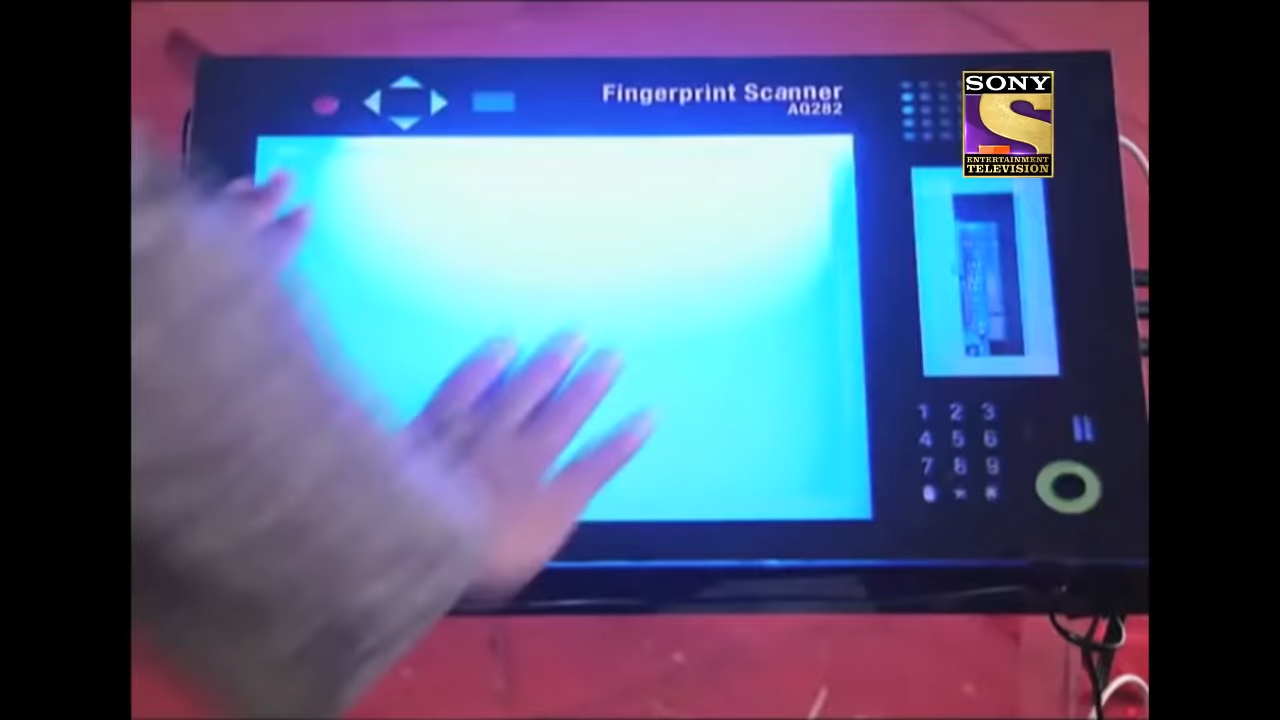 Fingerprint Scanner
AQ282
SONY
S
ENTERTAINMENT
TELEVISION
1 2 3
4 5 6
7 8 9